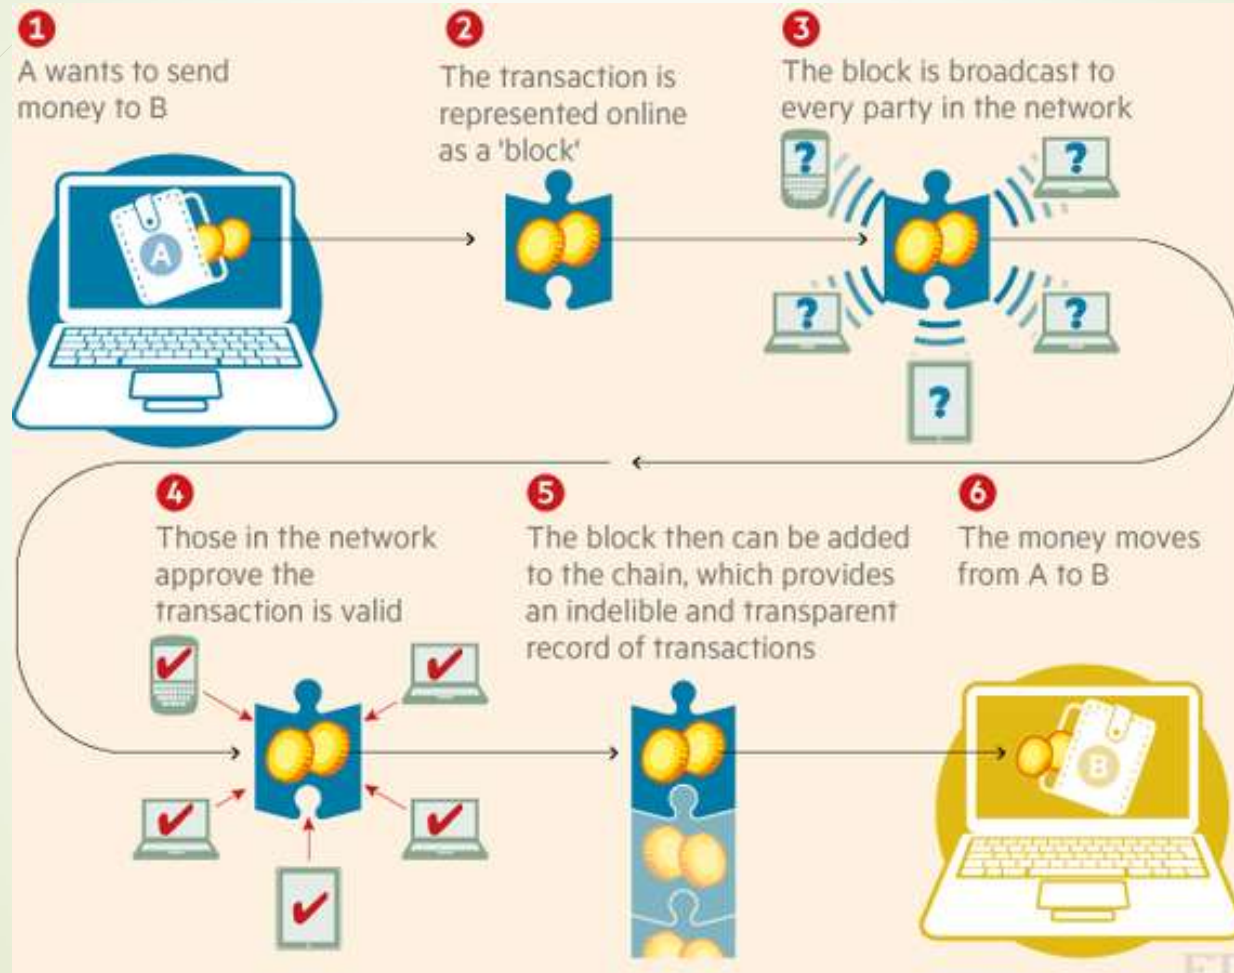 1
A wants to send
money to B
A
2
The transaction is
represented online
as a 'block'
3
The block is broadcast to
every party in the network
?
?
?
?
?
4
Those in the network
approve the
transaction is valid
5
The block then can be added
to the chain, which provides
an indelible and transparent
record of transactions
6
The money moves
from A to B
B